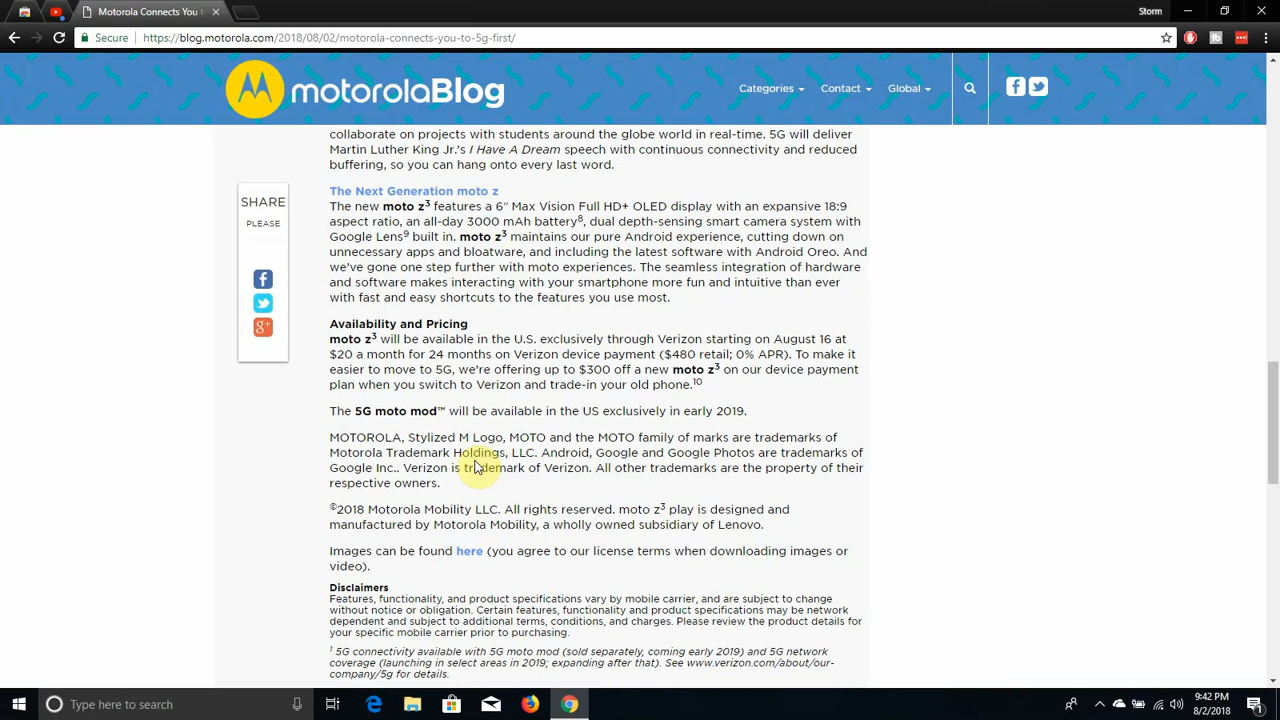 Motorola Connects You t
Storm
Secure https://blog.motorola.com/2018/08/02/motorola-connects-you-to-5g-first/
motorolaBlog
Categories
Contact
Global
collaborate on projects with students around the globe world in real-time. 5G will deliver
Martin Luther King Jr.'s I Have A Dream speech with continuous connectivity and reduced
buffering, so you can hang onto every last word.
SHARE
PLEASE
The Next Generation moto z
The new moto z³ features a 6″ Max Vision Full HD+ OLED display with an expansive 18:9
aspect ratio, an all-day 3000 mAh battery⁸, dual depth-sensing smart camera system with
Google Lens⁹ built in. moto z³ maintains our pure Android experience, cutting down on
unnecessary apps and bloatware, and including the latest software with Android Oreo. And
we've gone one step further with moto experiences. The seamless integration of hardware
and software makes interacting with your smartphone more fun and intuitive than ever
with fast and easy shortcuts to the features you use most.
Availability and Pricing
moto z³ will be available in the U.S. exclusively through Verizon starting on August 16 at
$20 a month for 24 months on Verizon device payment ($480 retail; 0% APR). To make it
easier to move to 5G, we're offering up to $300 off a new moto z³ on our device payment
plan when you switch to Verizon and trade-in your old phone.¹⁰
The 5G moto mod™ will be available in the US exclusively in early 2019.
MOTOROLA, Stylized M Logo, MOTO and the MOTO family of marks are trademarks of
Motorola Trademark Holdings, LLC. Android, Google and Google Photos are trademarks of
Google Inc.. Verizon is trademark of Verizon. All other trademarks are the property of their
respective owners.
©2018 Motorola Mobility LLC. All rights reserved. moto z³ play is designed and
manufactured by Motorola Mobility, a wholly owned subsidiary of Lenovo.
Images can be found here (you agree to our license terms when downloading images or
video).
Disclaimers
Features, functionality, and product specifications vary by mobile carrier, and are subject to change
without notice or obligation. Certain features, functionality and product specifications may be network
dependent and subject to additional terms, conditions, and charges. Please review the product details for
your specific mobile carrier prior to purchasing.
¹ 5G connectivity available with 5G moto mod (sold separately, coming early 2019) and 5G network
coverage (launching in select areas in 2019; expanding after that). See www.verizon.com/about/our-
company/5g for details.
Type here to search
9:42 PM
8/2/2018